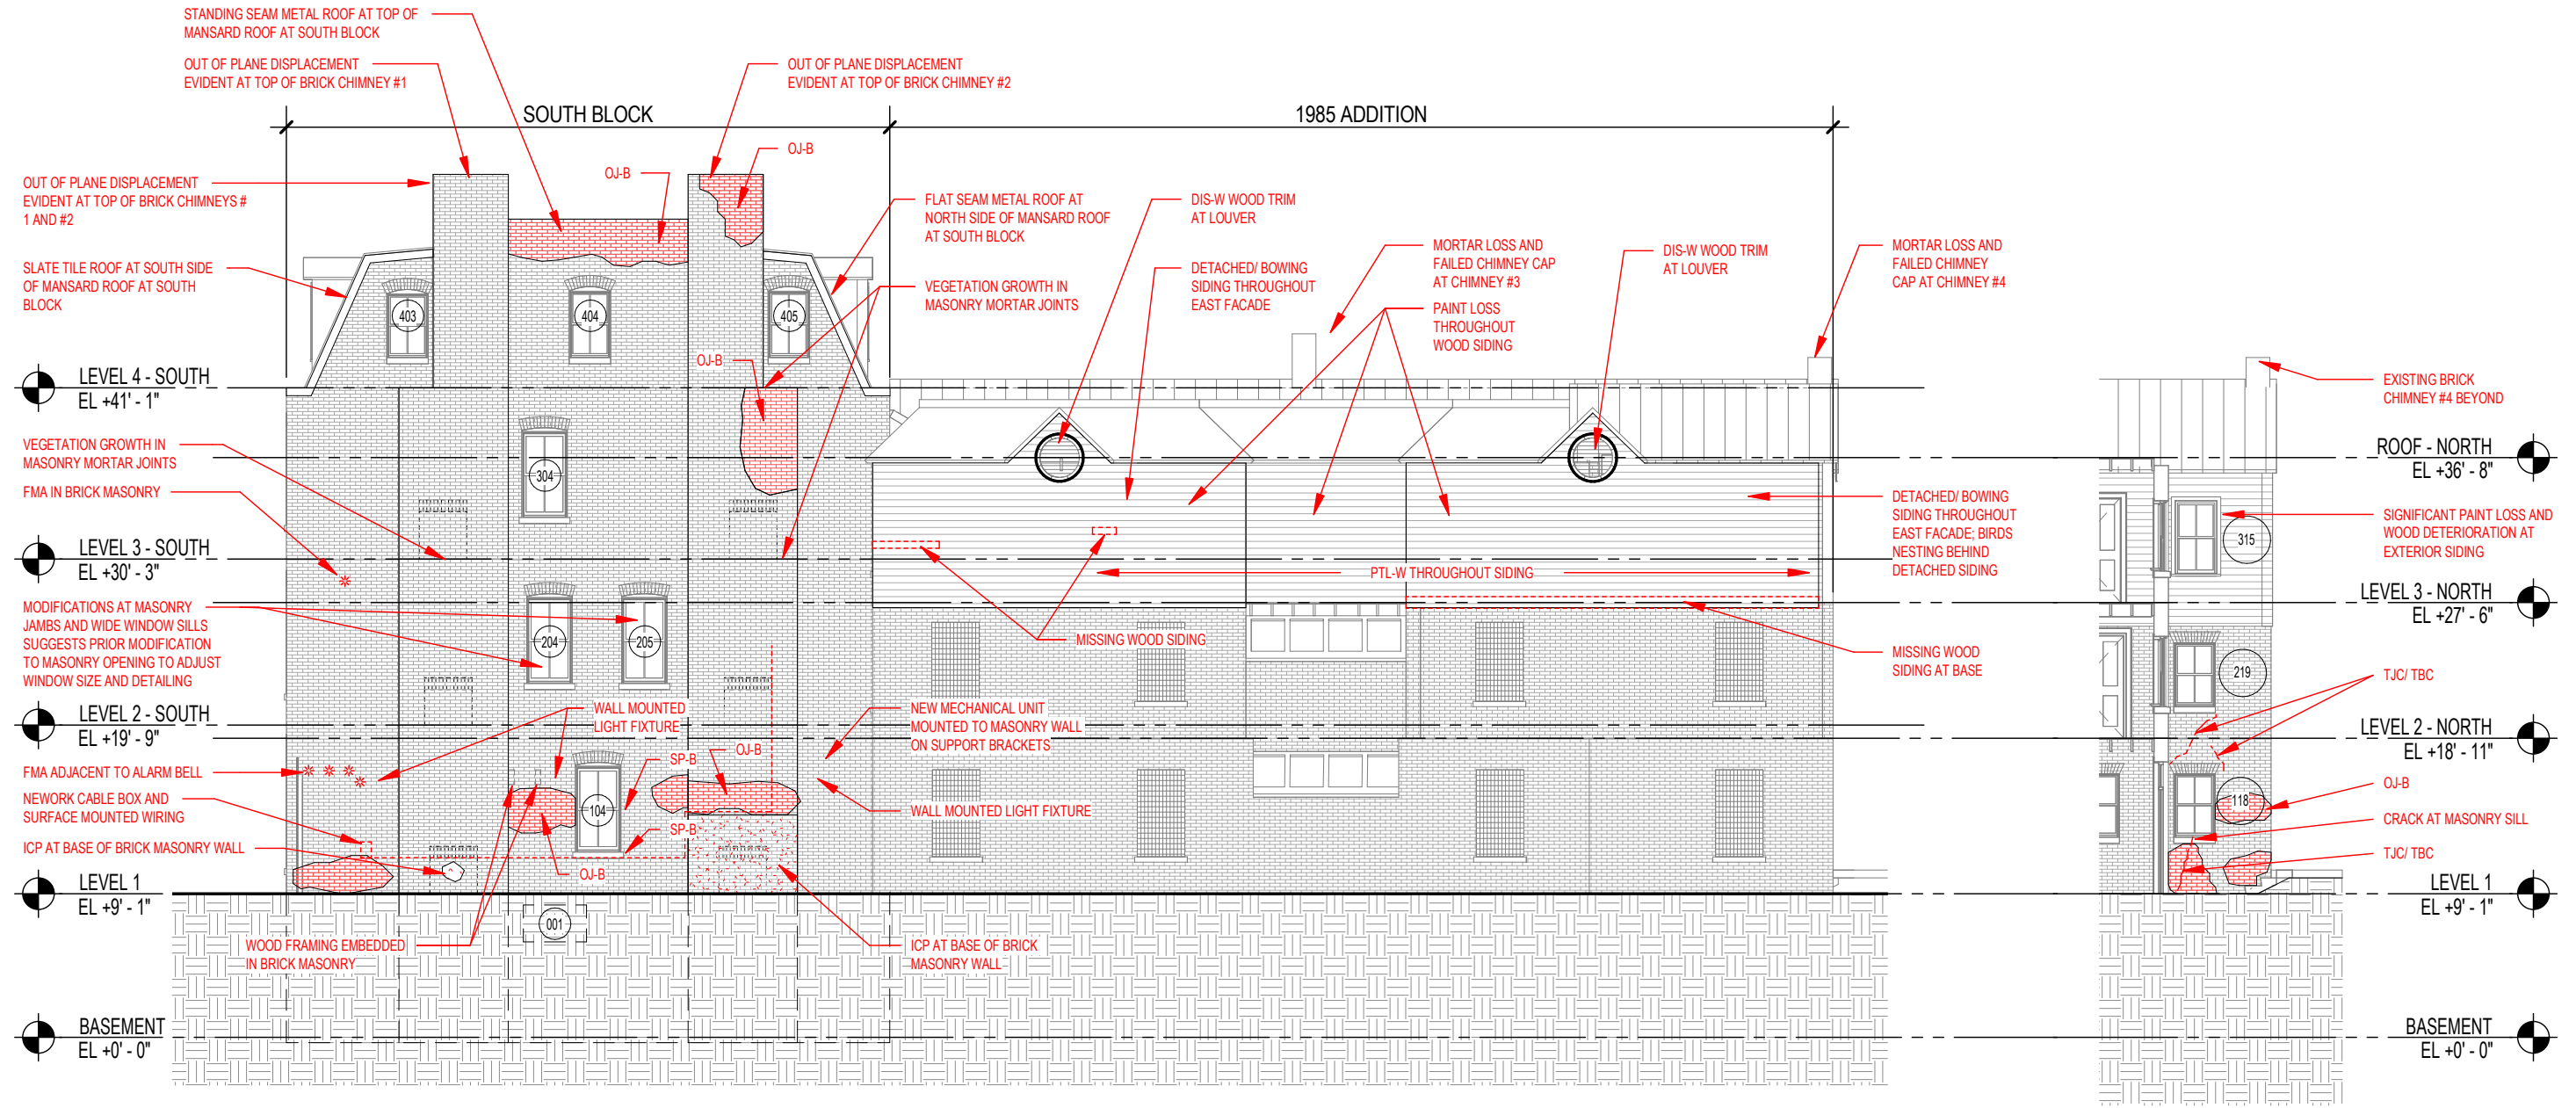 STANDING SEAM METAL ROOF AT TOP OF
MANSARD ROOF AT SOUTH BLOCK
OUT OF PLANE DISPLACEMENT
EVIDENT AT TOP OF BRICK CHIMNEY #1
OUT OF PLANE DISPLACEMENT
EVIDENT AT TOP OF BRICK CHIMNEY #2
SOUTH BLOCK
1985 ADDITION
OJ-B
OJ-B
OUT OF PLANE DISPLACEMENT
EVIDENT AT TOP OF BRICK CHIMNEYS #
1 AND #2
SLATE TILE ROOF AT SOUTH SIDE
OF MANSARD ROOF AT SOUTH
BLOCK
FLAT SEAM METAL ROOF AT
NORTH SIDE OF MANSARD ROOF
AT SOUTH BLOCK
VEGETATION GROWTH IN
MASONRY MORTAR JOINTS
DIS-W WOOD TRIM
AT LOUVER
DETACHED/ BOWING
SIDING THROUGHOUT
EAST FACADE
MORTAR LOSS AND
FAILED CHIMNEY CAP
AT CHIMNEY #3
PAINT LOSS
THROUGHOUT
WOOD SIDING
DIS-W WOOD TRIM
AT LOUVER
MORTAR LOSS AND
FAILED CHIMNEY
CAP AT CHIMNEY #4
403
404
405
OJ-B
LEVEL 4 - SOUTH
EL +41' - 1"
EXISTING BRICK
CHIMNEY #4 BEYOND
VEGETATION GROWTH IN
MASONRY MORTAR JOINTS
FMA IN BRICK MASONRY
304
ROOF - NORTH
EL +36' - 8"
DETACHED/ BOWING
SIDING THROUGHOUT
EAST FACADE; BIRDS
NESTING BEHIND
DETACHED SIDING
315
SIGNIFICANT PAINT LOSS AND
WOOD DETERIORATION AT
EXTERIOR SIDING
LEVEL 3 - SOUTH
EL +30' - 3"
PTL-W THROUGHOUT SIDING
LEVEL 3 - NORTH
EL +27' - 6"
MODIFICATIONS AT MASONRY
JAMBS AND WIDE WINDOW SILLS
SUGGESTS PRIOR MODIFICATION
TO MASONRY OPENING TO ADJUST
WINDOW SIZE AND DETAILING
204
205
MISSING WOOD SIDING
MISSING WOOD
SIDING AT BASE
219
TJC/ TBC
LEVEL 2 - SOUTH
EL +19' - 9"
WALL MOUNTED
LIGHT FIXTURE
NEW MECHANICAL UNIT
MOUNTED TO MASONRY WALL
ON SUPPORT BRACKETS
LEVEL 2 - NORTH
EL +18' - 11"
OJ-B
SP-B
FMA ADJACENT TO ALARM BELL
NEWORK CABLE BOX AND
SURFACE MOUNTED WIRING
104
WALL MOUNTED LIGHT FIXTURE
118
OJ-B
CRACK AT MASONRY SILL
SP-B
ICP AT BASE OF BRICK MASONRY WALL
TJC/ TBC
OJ-B
LEVEL 1
EL +9' - 1"
LEVEL 1
EL +9' - 1"
001
WOOD FRAMING EMBEDDED
IN BRICK MASONRY
ICP AT BASE OF BRICK
MASONRY WALL
BASEMENT
EL +0' - 0"
BASEMENT
EL +0' - 0"